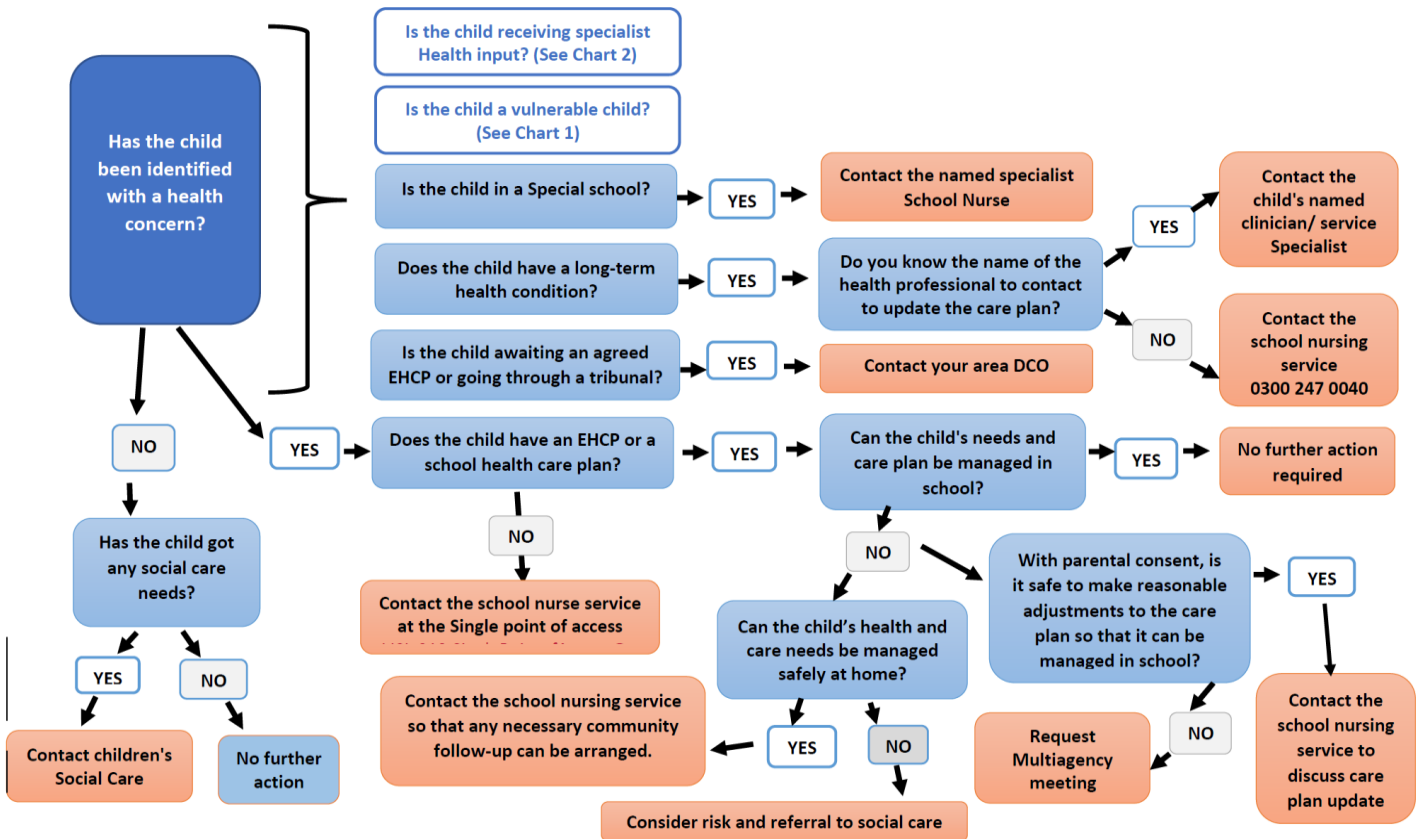 Has the child
been identified
with a health
concern?
Is the child receiving specialist
Health input? (See Chart 2)
Is the child a vulnerable child?
(See Chart 1)
Is the child in a Special school?
YES
Contact the named specialist
School Nurse
Does the child have a long-term
health condition?
YES
Do you know the name of the
health professional to contact
to update the care plan?
YES
Contact the
child's named
clinician/ service
Specialist
NO
Contact the
school nursing
service
0300 247 0040
Is the child awaiting an agreed
EHCP or going through a tribunal?
YES
Contact your area DCO
NO
YES
Does the child have an EHCP or a
school health care plan?
YES
Can the child's needs and
care plan be managed in
school?
YES
No further action
required
Has the child got
any social care
needs?
YES
NO
Contact children's
Social Care
No further
action
NO
Contact the school nurse service
at the Single point of access
NO
Can the child’s health and
care needs be managed
safely at home?
YES
Contact the school nursing service
so that any necessary community
follow-up can be arranged.
NO
Consider risk and referral to social care
With parental consent, is
it safe to make reasonable
adjustments to the care
plan so that it can be
managed in school?
YES
Contact the
school nursing
service to
discuss care
plan update
NO
Request
Multiagency
meeting